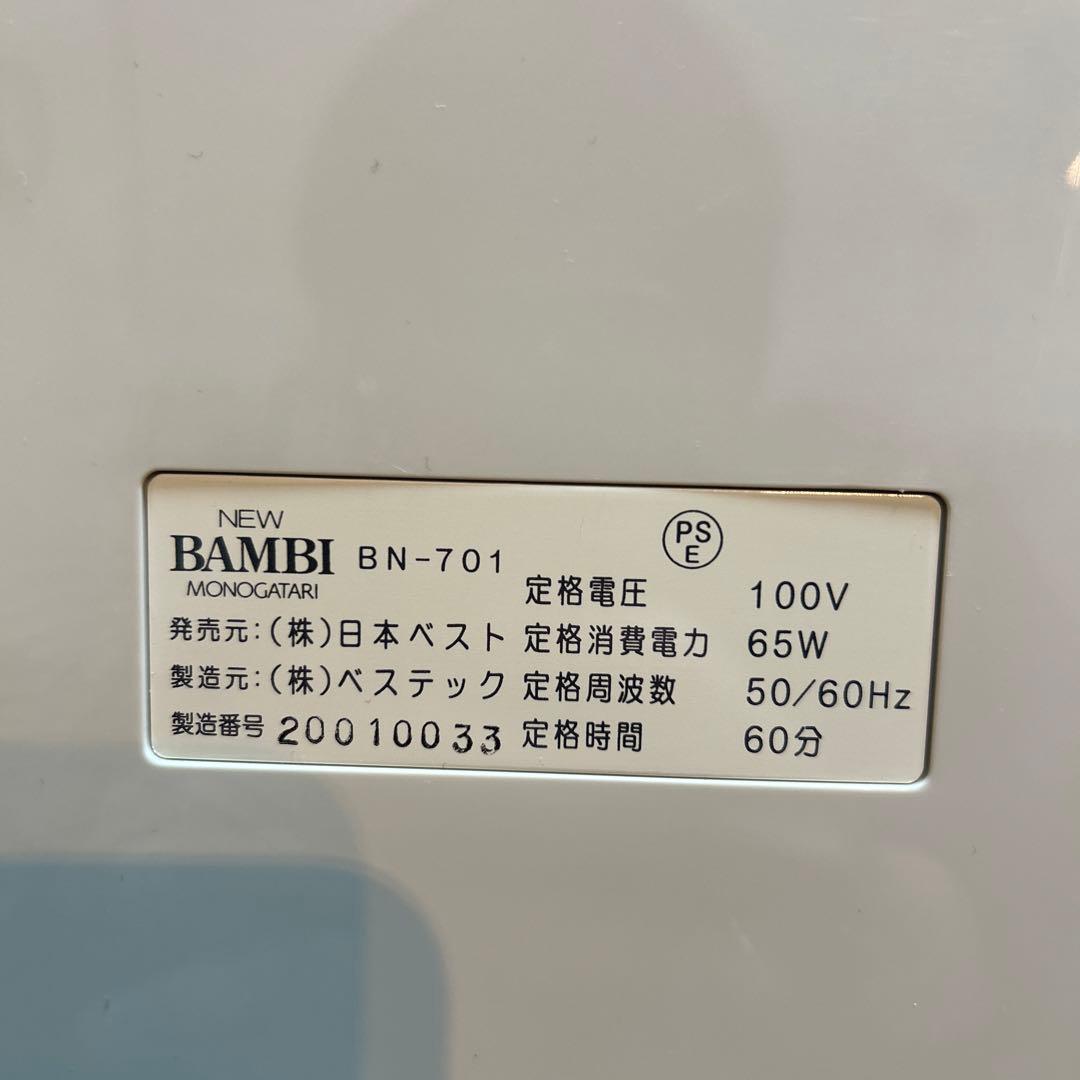 NEW
BAMBI BN-701
MONOGATARI
PS
E
発売元:(株)日本ベスト
製造元:(株)ベステック
製造番号 20010033
定格電圧 100V
定格消費電力 65W
定格周波数 50/60Hz
定格時間 60分